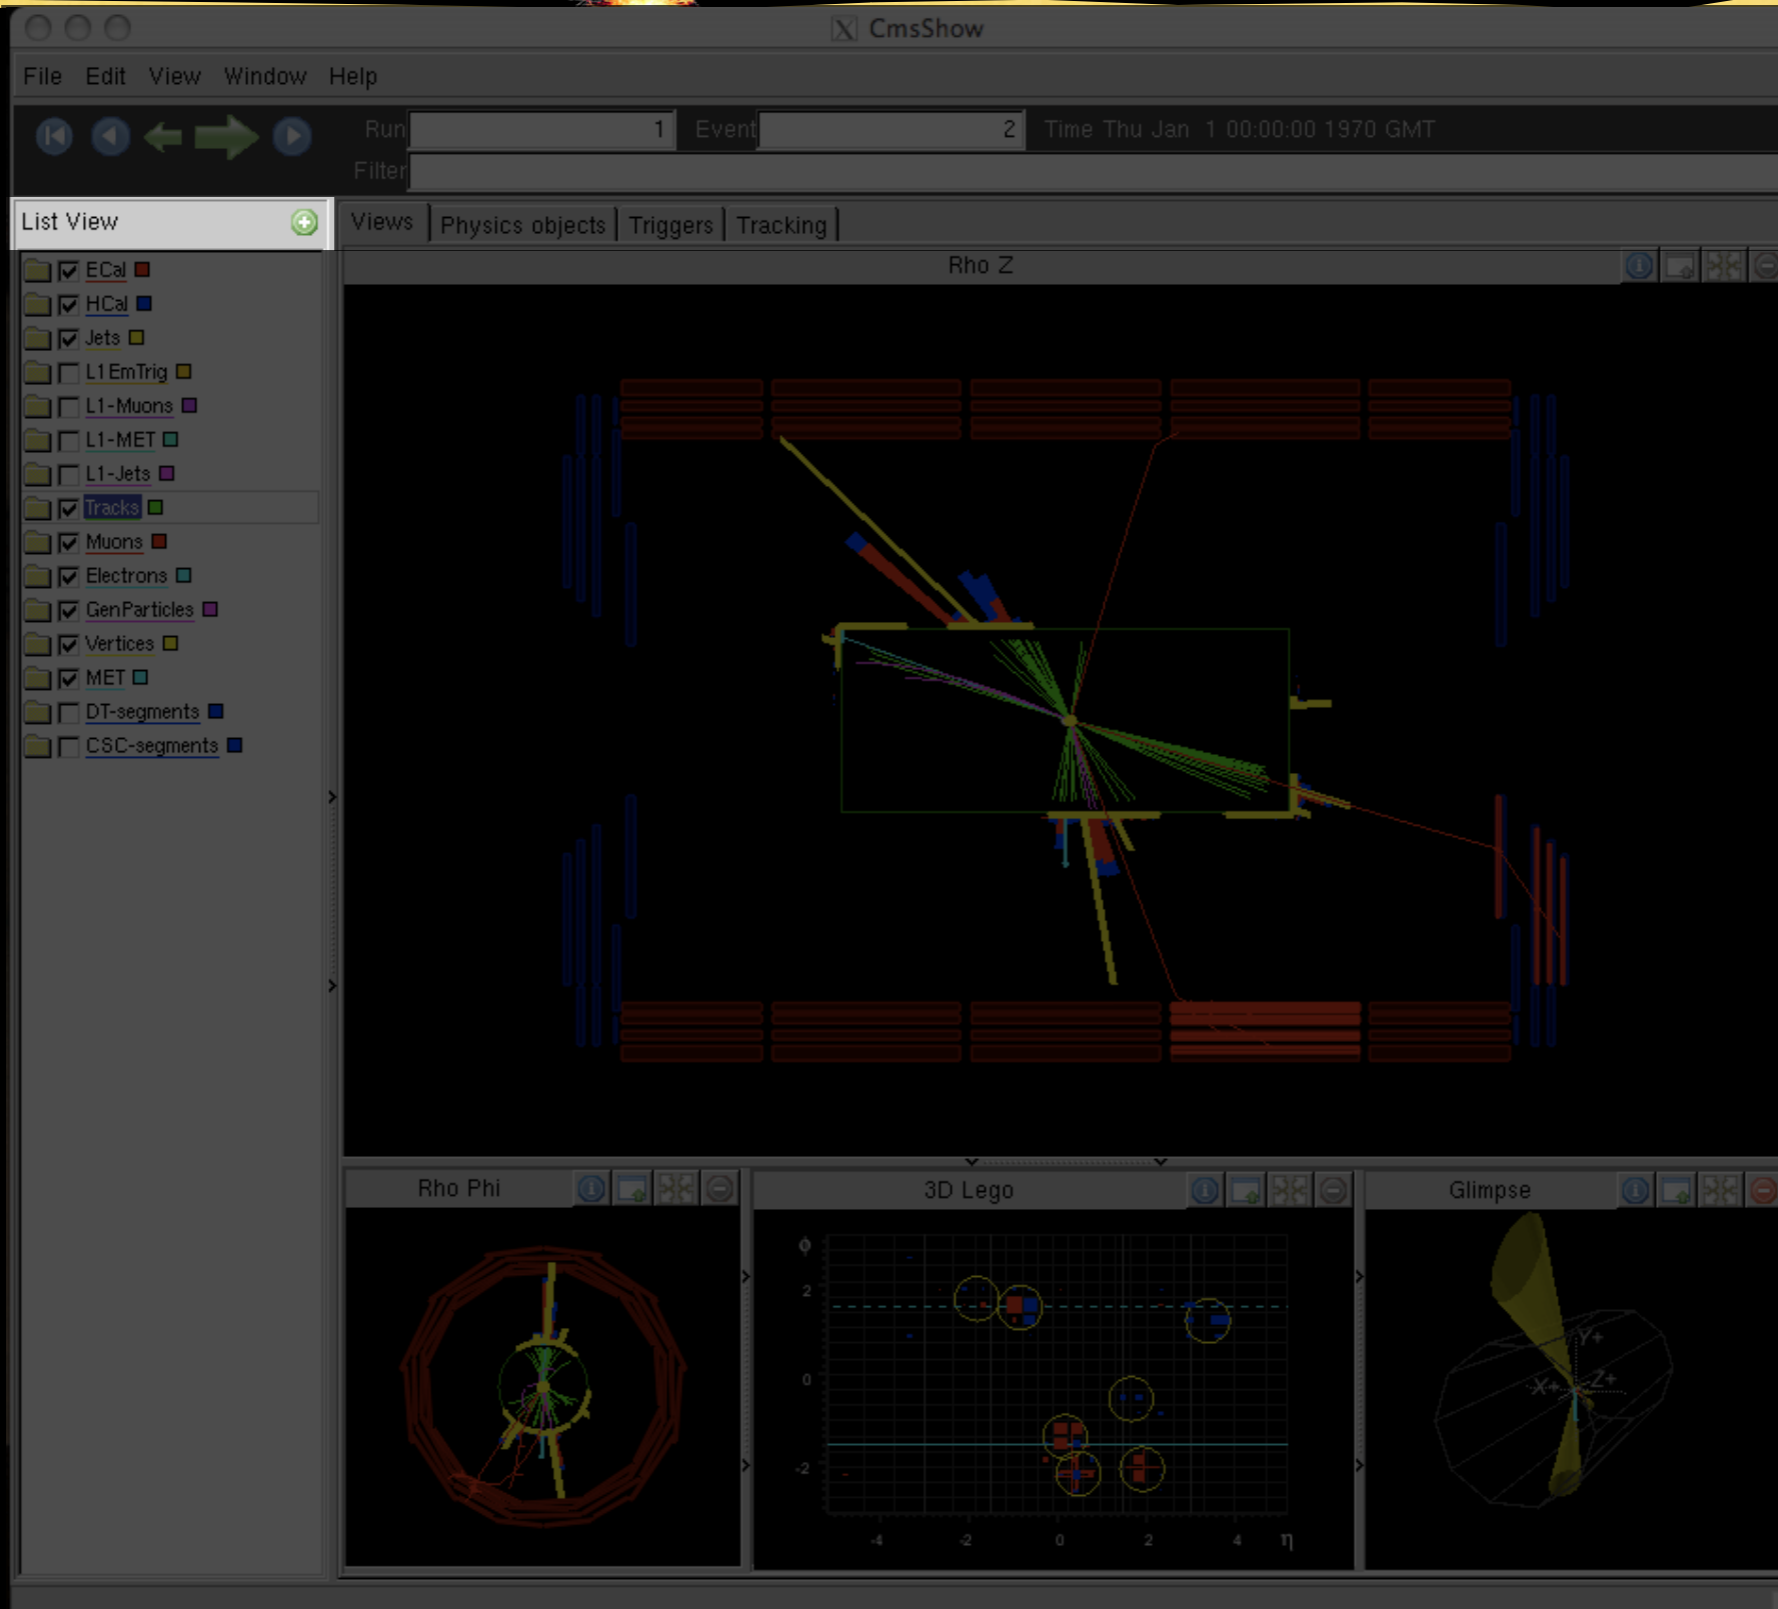 CmsShow
File Edit View Window Help
Run 1 Event 2 Time Thu Jan 1 00:00:00 1970 GMT
Filter
List View
Views Physics objects Triggers Tracking
Rho Z
ECal
HCal
Jets
L1EmTrig
L1-Muons
L1-MET
L1-Jets
Tracks
Muons
Electrons
GenParticles
Vertices
MET
DT-segments
CSC-segments
Rho Phi
3D Lego
ϕ
2
0
-2
-4 -2 0 2 4 η
Glimpse
Y+
X+ Z+